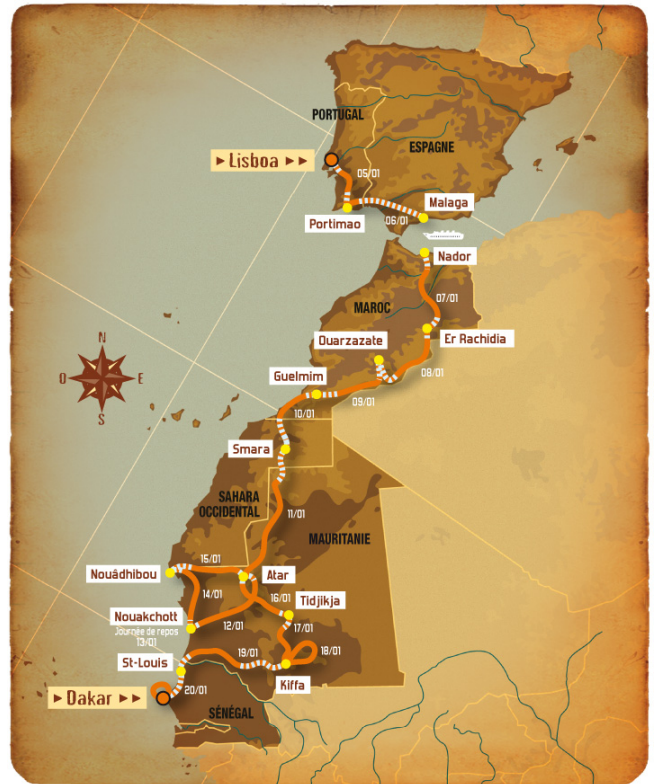 PORTUGAL
ESPAGNE
► Lisboa ►►
05/01
Malaga
06/01
Portimao
Nador
07/01
MAROC
Ouarzazate
Er Rachidia
08/01
Guelmim
09/01
10/01
N
O
E
S
Smara
SAHARA
OCCIDENTAL
11/01
MAURITANIE
15/01
Nouâdhibou
Atar
14/01
16/01
Tidjikja
Nouakchott
12/01
Journée de repos
13/01
17/01
18/01
19/01
St-Louis
Kiffa
20/01
► Dakar ►►
SÉNÉGAL